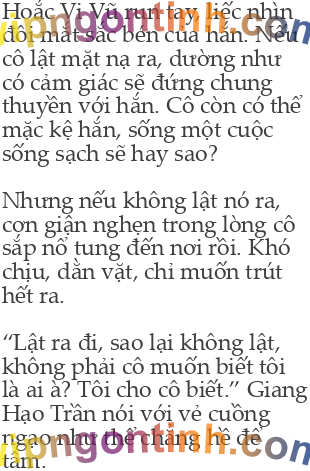 Hoắc Vi Vũ run tay, liếc nhìn
đôi mắt sắc bén của hắn. Nếu
cô lật mặt nạ ra, dường như
có cảm giác sẽ đứng chung
thuyền với hắn. Cô còn có thể
mặc kệ hắn, sống một cuộc
sống sạch sẽ hay sao?
Nhưng nếu không lật nó ra,
cơn giận nghẹn trong lòng cô
sắp nổ tung đến nơi rồi. Khó
chịu, dằn vặt, chỉ muốn trút
hết ra.
“Lật ra đi, sao lại không lật,
không phải cô muốn biết tôi
là ai à? Tôi cho cô biết.” Giang
Hạo Trần nói với vẻ cuồng
ngạo như thể chẳng hề để
tâm.
vipngontinh.com
vipngontinh.com